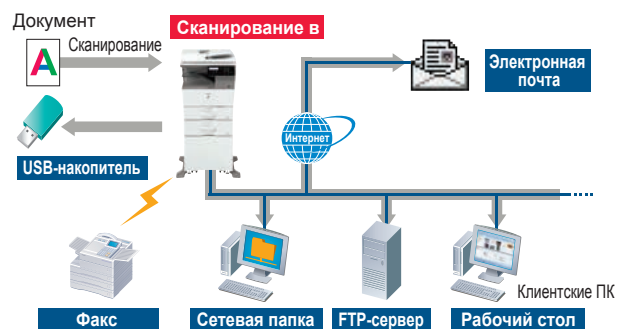 Документ
Сканирование в
Сканирование
Электронная
почта
A
Интернет
USB-накопитель
Клиентские ПК
Факс
Сетевая папка
FTP-сервер
Рабочий стол